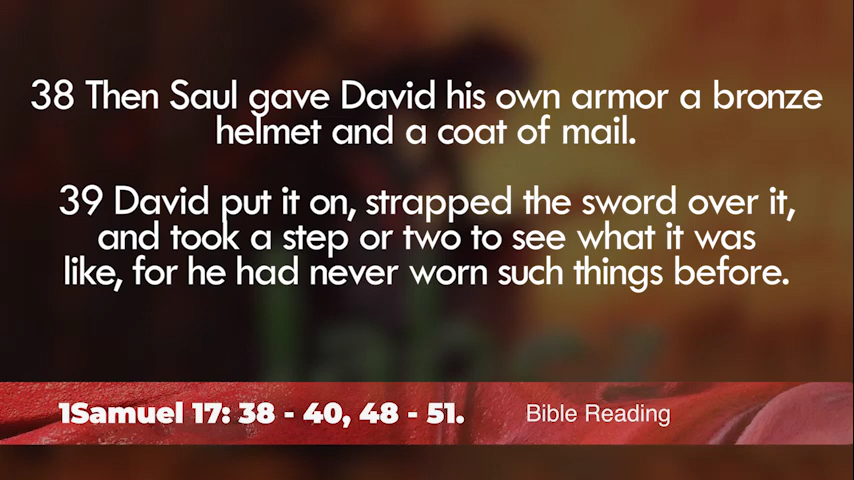 38 Then Saul gave David his own armor a bronze
helmet and a coat of mail.
39 David put it on, strapped the sword over it,
and took a step or two to see what it was
like, for he had never worn such things before.
1Samuel 17: 38 - 40, 48 - 51.
Bible Reading